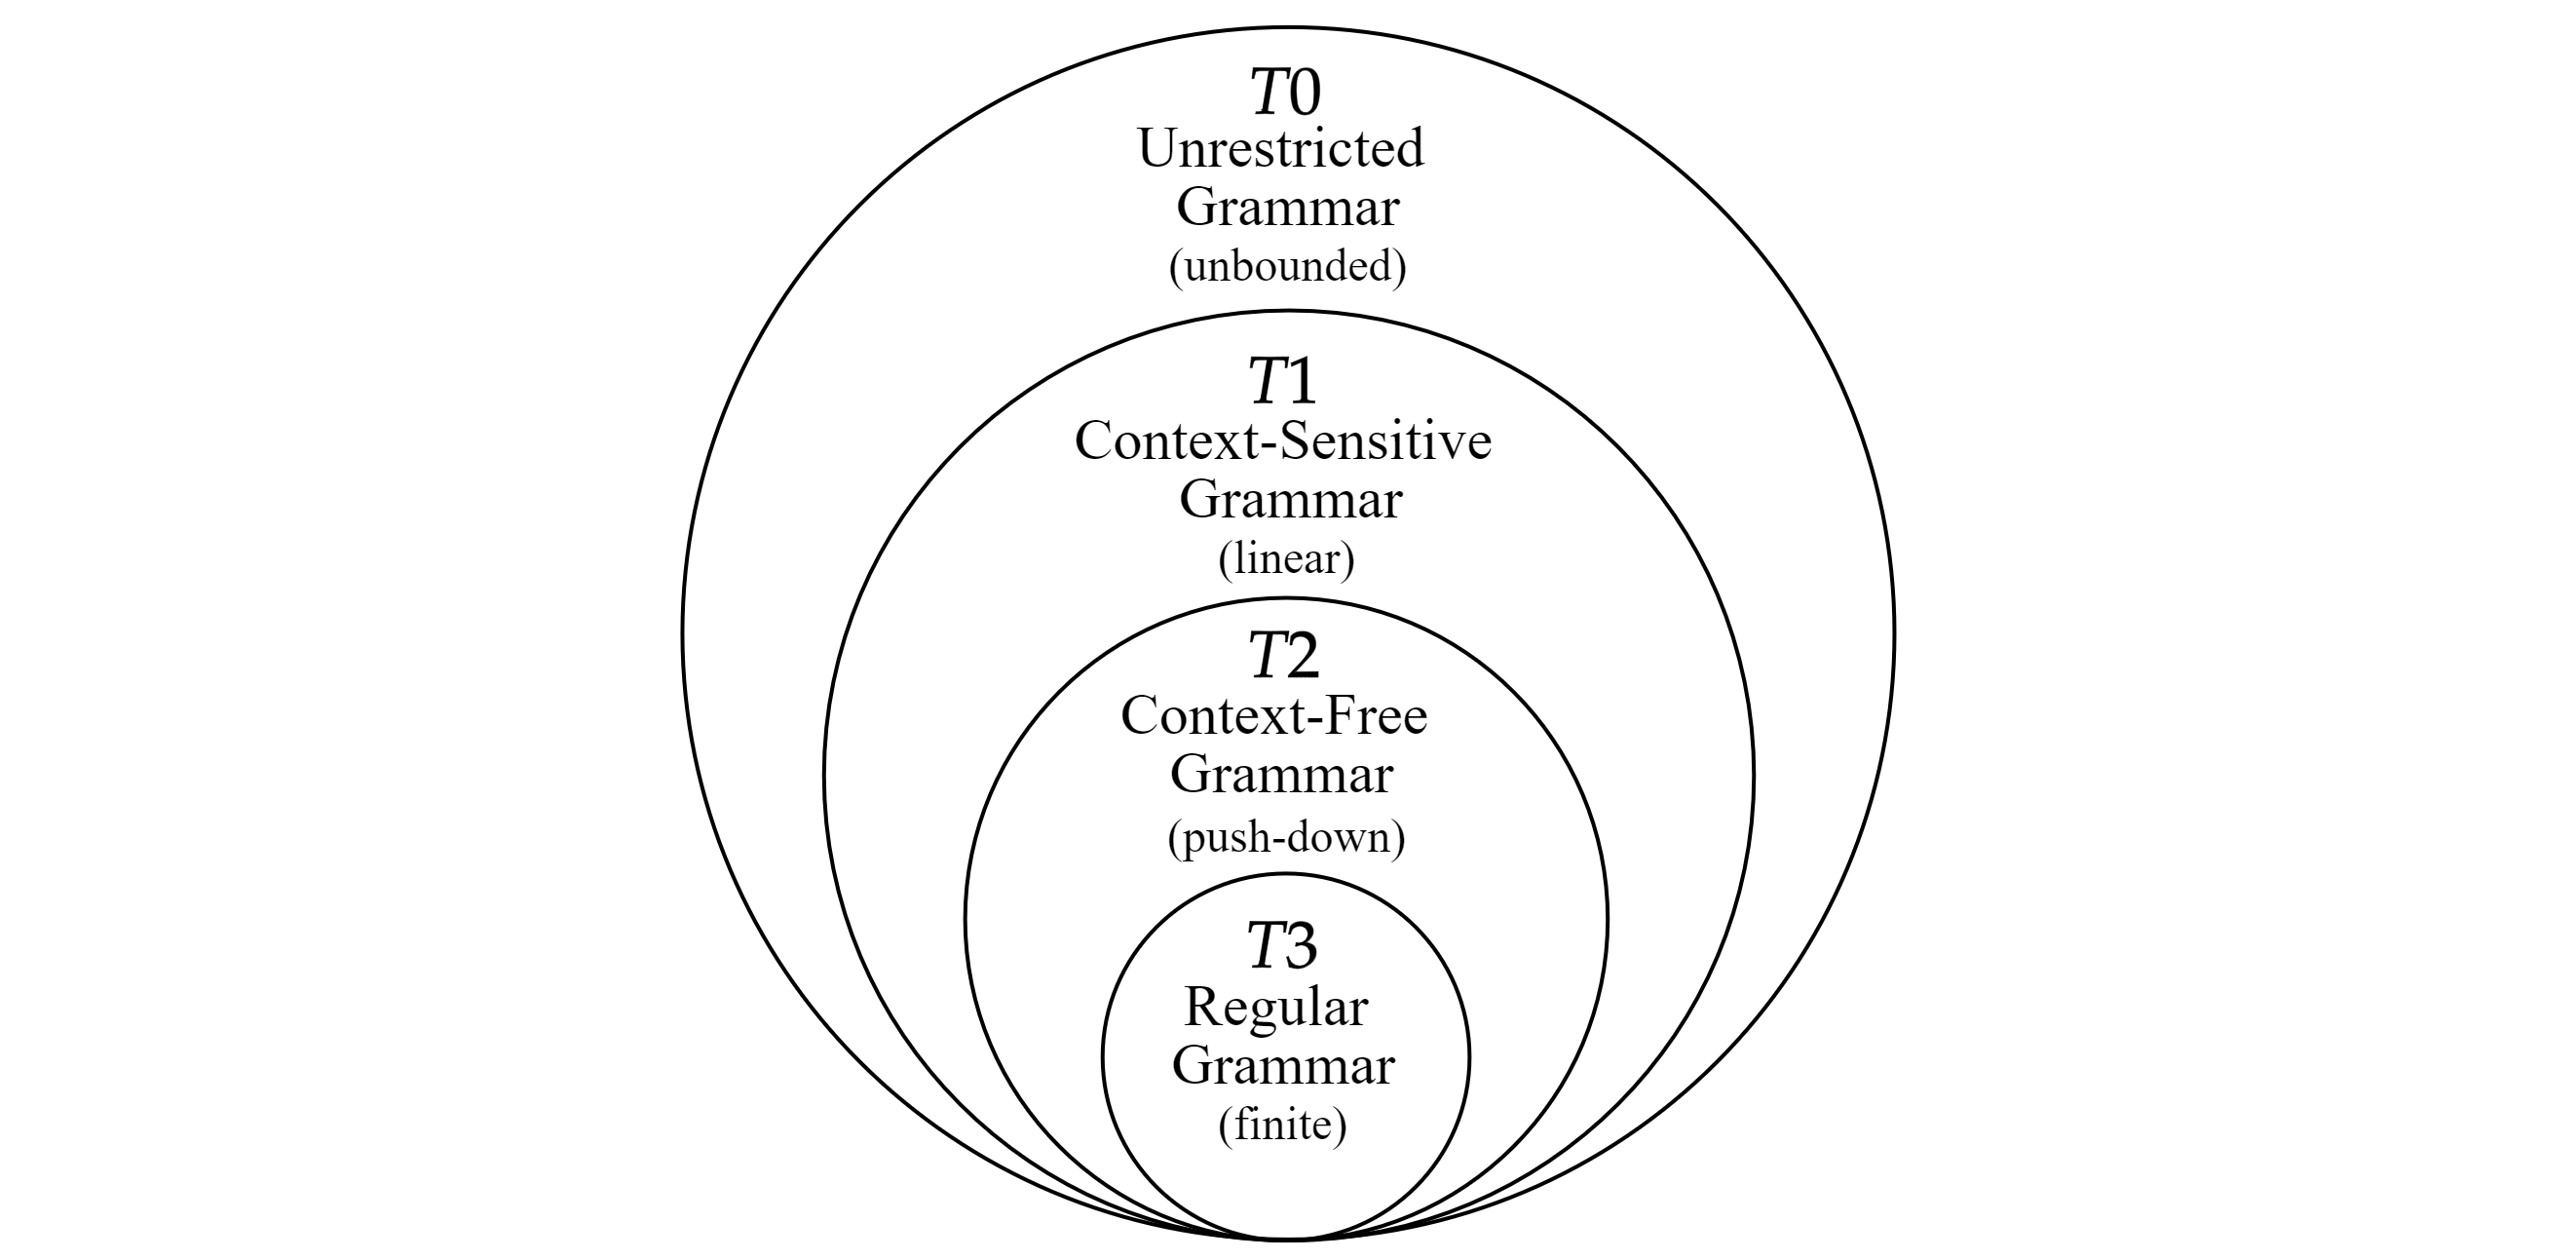 T0
Unrestricted
Grammar
(unbounded)
T1
Context-Sensitive
Grammar
(linear)
T2
Context-Free
Grammar
(push-down)
T3
Regular
Grammar
(finite)